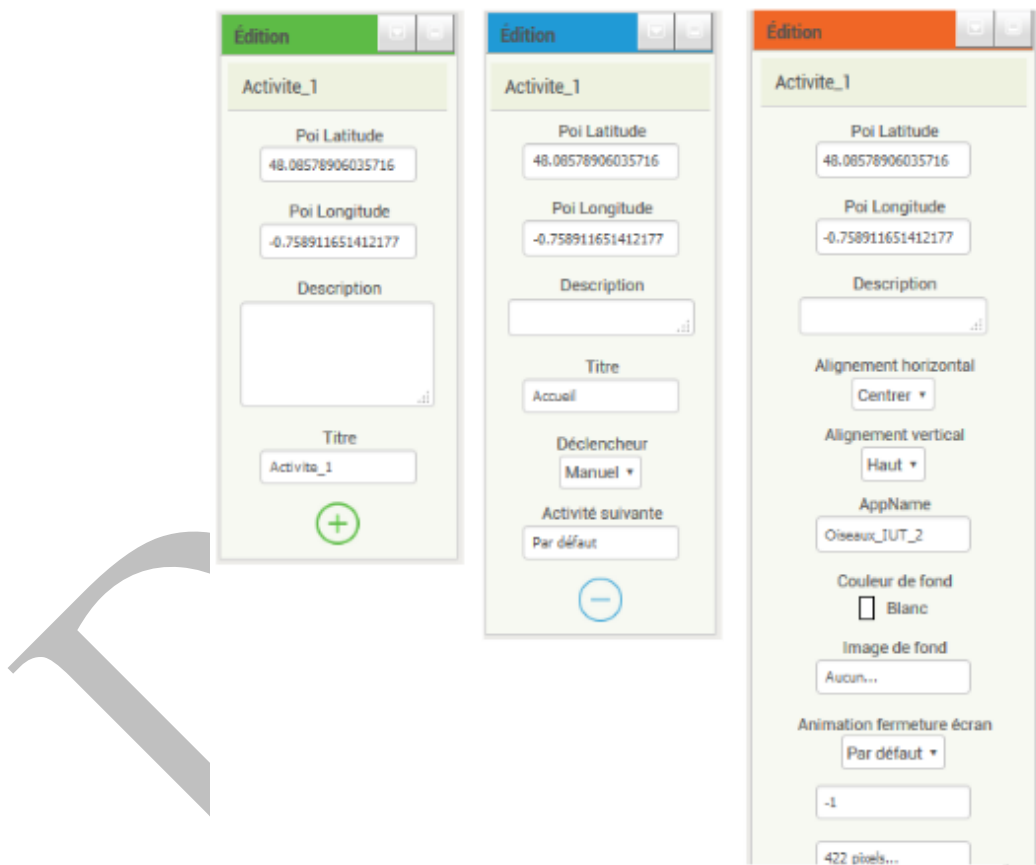 Édition
Activite_1
Poi Latitude
48.08578906035716
Poi Longitude
-0.758911651412177
Description
Titre
Activite_1
Édition
Activite_1
Poi Latitude
48.08578906035716
Poi Longitude
-0.758911651412177
Description
Titre
Accueil
Déclencheur
Manuel
Activité suivante
Par défaut
Édition
Activite_1
Poi Latitude
48.08578906035716
Poi Longitude
-0.758911651412177
Description
Alignement horizontal
Centrer
Alignement vertical
Haut
AppName
Oiseaux_IUT_2
Couleur de fond
Blanc
Image de fond
Aucun...
Animation fermeture écran
Par défaut
-1
422 pixels...